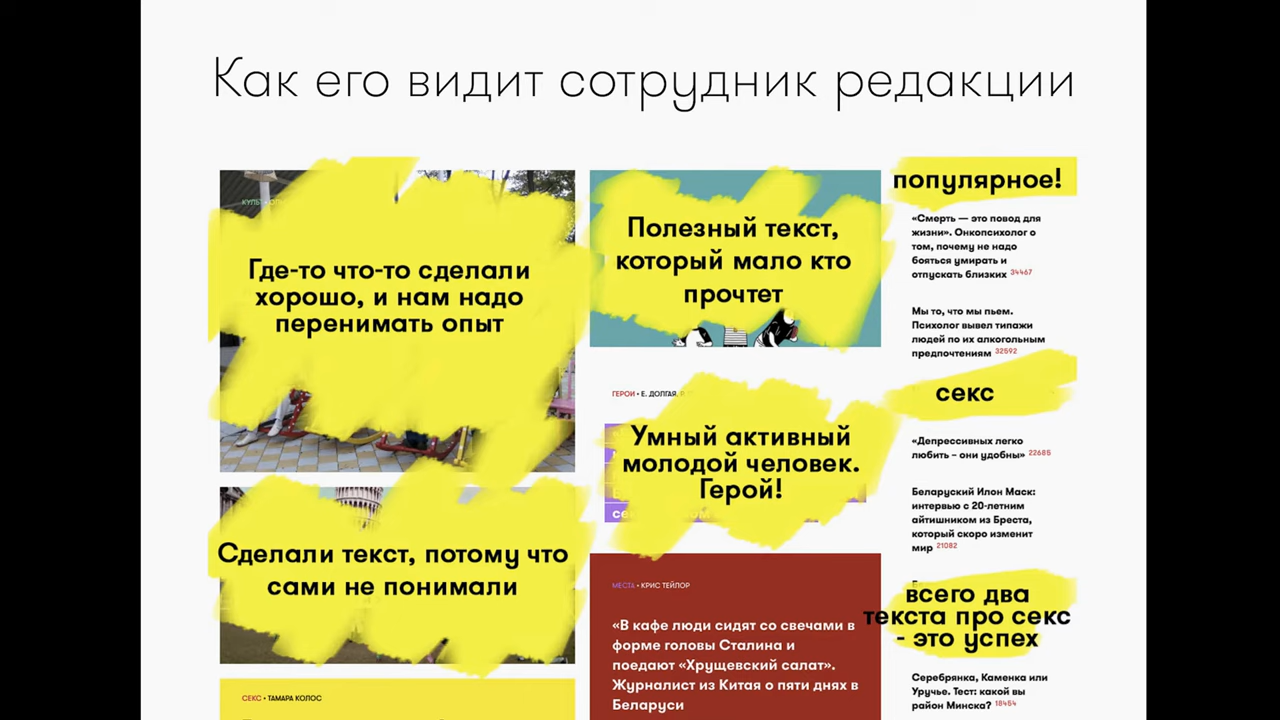 Как его видит сотрудник редакции
Где-то что-то сделали
хорошо, и нам надо
перенимать опыт
Сделали текст, потому что
сами не понимали
СЕКС • ТАМАРА КОЛОС
Полезный текст,
который мало кто
прочтет
ГЕРОИ • Е. ДОЛГАЯ,
Умный активный
молодой человек.
Герой!
МЕСТА • КРИС ТЕЙЛОР
«В кафе люди сидят со свечами в
форме головы Сталина и
поедают «Хрущевский салат».
Журналист из Китая о пяти днях в
Беларуси
популярное!
«Смерть — это повод для
жизни». Онкопсихолог о
том, почему не надо
бояться умирать и
отпускать близких 34467
Мы то, что мы пьем.
Психолог вывел типажи
людей по их алкогольным
предпочтениям 32592
секс
«Депрессивных легко
любить – они удобны» 22685
Беларуский Илон Маск:
интервью с 20-летним
айтишником из Бреста,
который скоро изменит
мир 21082
всего два
текста про секс
- это успех
Серебрянка, Каменка или
Уручье. Тест: какой вы
район Минска? 18454